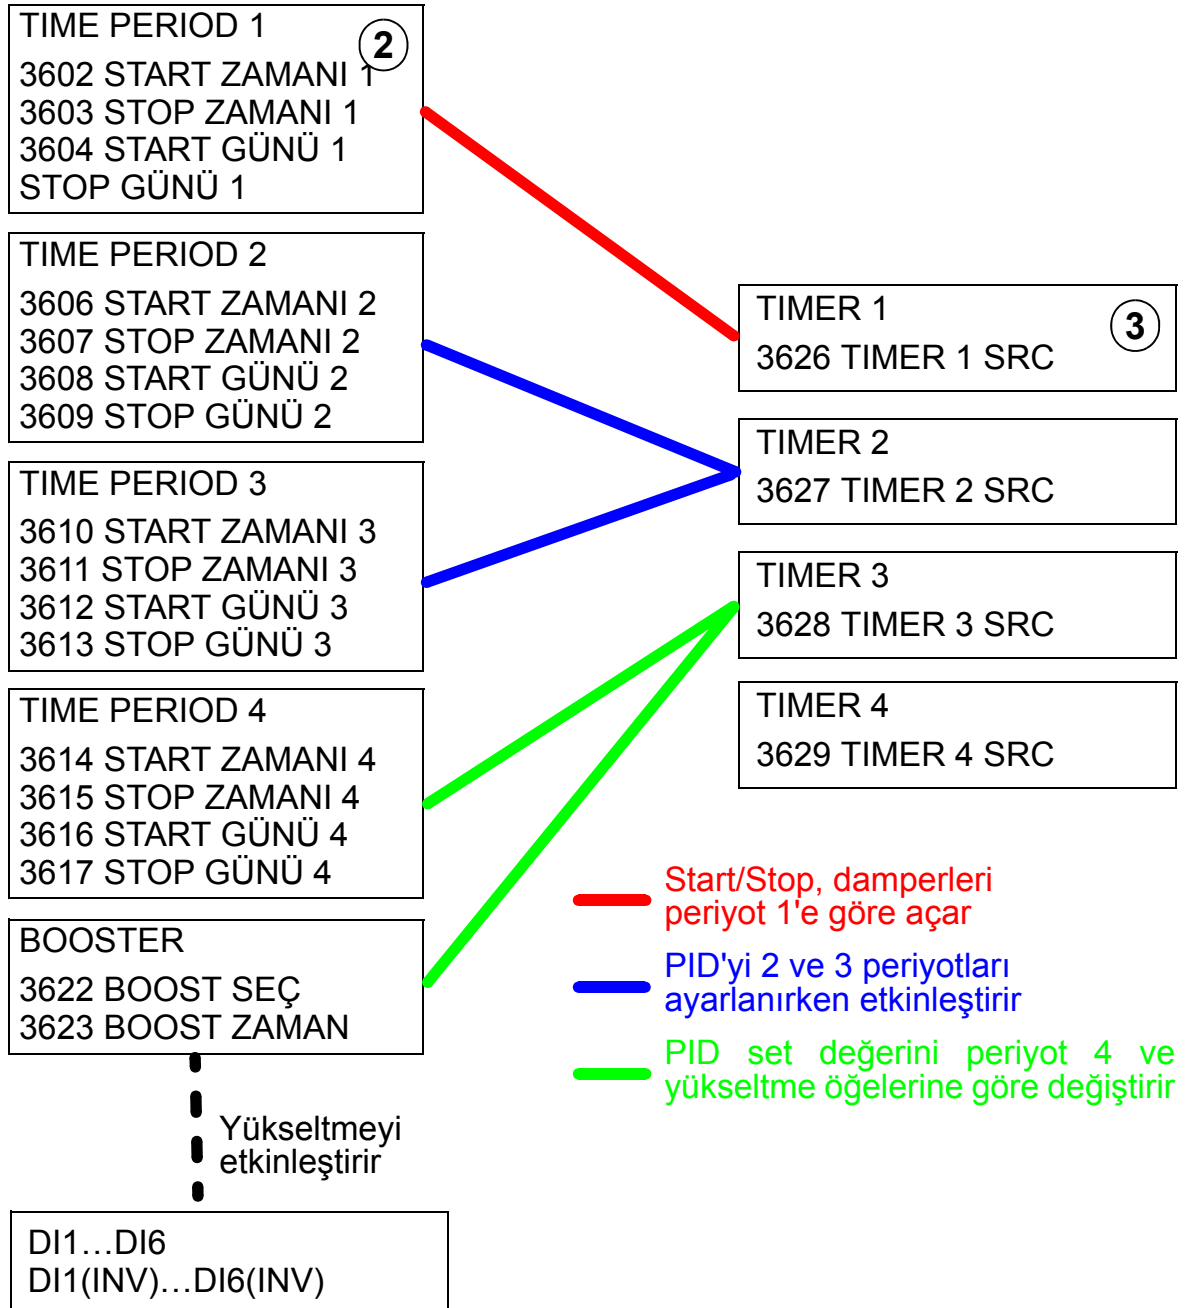 TIME PERIOD 1
2
3602 START ZAMANI 1
3603 STOP ZAMANI 1
3604 START GÜNÜ 1
STOP GÜNÜ 1
TIME PERIOD 2
3606 START ZAMANI 2
3607 STOP ZAMANI 2
3608 START GÜNÜ 2
3609 STOP GÜNÜ 2
TIME PERIOD 3
3610 START ZAMANI 3
3611 STOP ZAMANI 3
3612 START GÜNÜ 3
3613 STOP GÜNÜ 3
TIME PERIOD 4
3614 START ZAMANI 4
3615 STOP ZAMANI 4
3616 START GÜNÜ 4
3617 STOP GÜNÜ 4
BOOSTER
3622 BOOST SEÇ
3623 BOOST ZAMAN
Yükseltmeyi
etkinleştirir
DI1…DI6
DI1(INV)…DI6(INV)
TIMER 1
3
3626 TIMER 1 SRC
TIMER 2
3627 TIMER 2 SRC
TIMER 3
3628 TIMER 3 SRC
TIMER 4
3629 TIMER 4 SRC
Start/Stop, damperleri
periyot 1'e göre açar
PID'yi 2 ve 3 periyotları
ayarlanırken etkinleştirir
PID set değerini periyot 4 ve
yükseltme öğelerine göre değiştirir